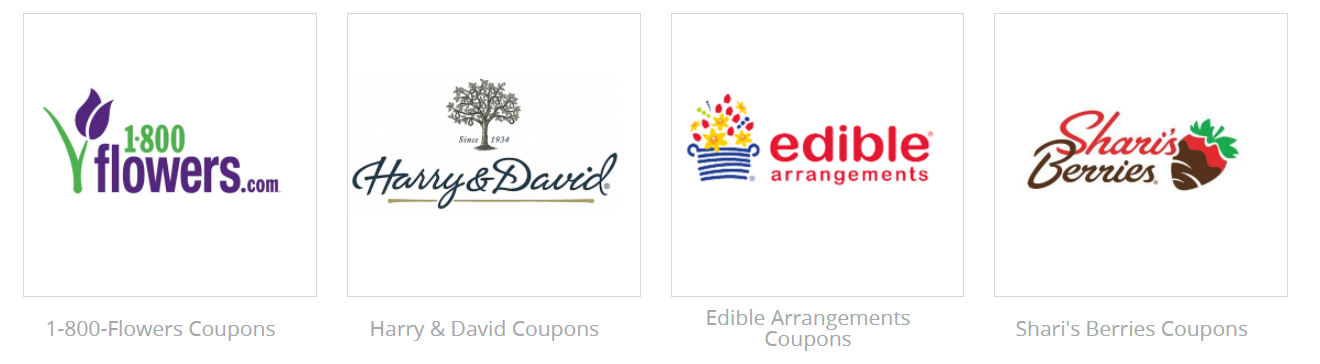 1-800
flowers.com
Since 1934
Harry & David®
edible®
arrangements
®
Shari's
Berries®
1-800-Flowers Coupons
Harry & David Coupons
Edible Arrangements
Coupons
Shari's Berries Coupons